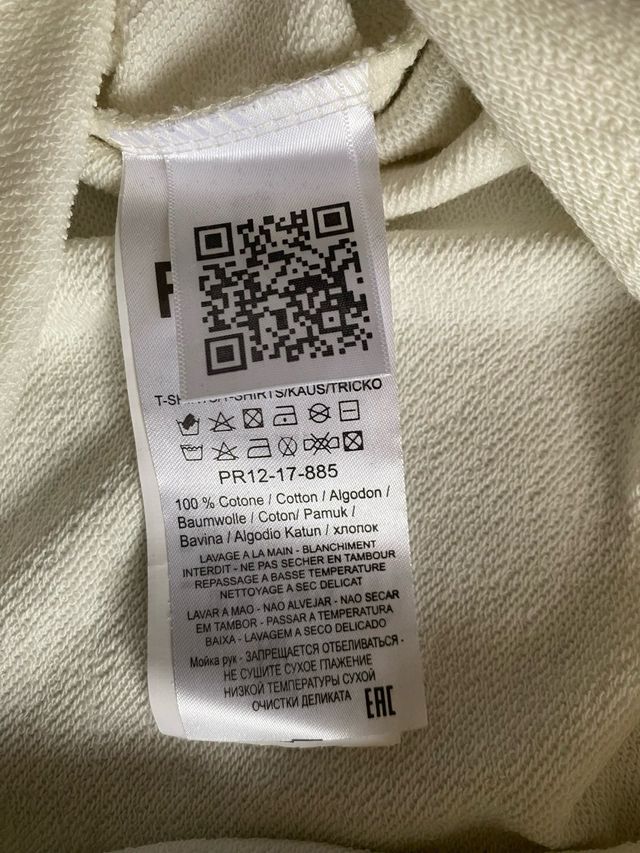 T-SHIRTS/KAUS/TRICKO
PR12-17-885
100 % Cotone / Cotton / Algodon /
Baumwolle / Coton/ Pamuk /
Bavina / Algodio Katun / хлопок
LAVAGE A LA MAIN - BLANCHIMENT
INTERDIT - NE PAS SECHER EN TAMBOUR
REPASSAGE A BASSE TEMPERATURE
NETTOYAGE A SEC DELICAT
LAVAR A MAO - NAO ALVEJAR - NAO SECAR
EM TAMBOR - PASSAR A TEMPERATURA
BAIXA - LAVAGEM A SECO DELICADO
Мойка рук - ЗАПРЕЩАЕТСЯ ОТБЕЛИВАТЬСЯ -
НЕ СУШИТЕ СУХОЕ ГЛАЖЕНИЕ
НИЗКОЙ ТЕМПЕРАТУРЫ СУХОЙ
ОЧИСТКИ ДЕЛИКАТА
EAC